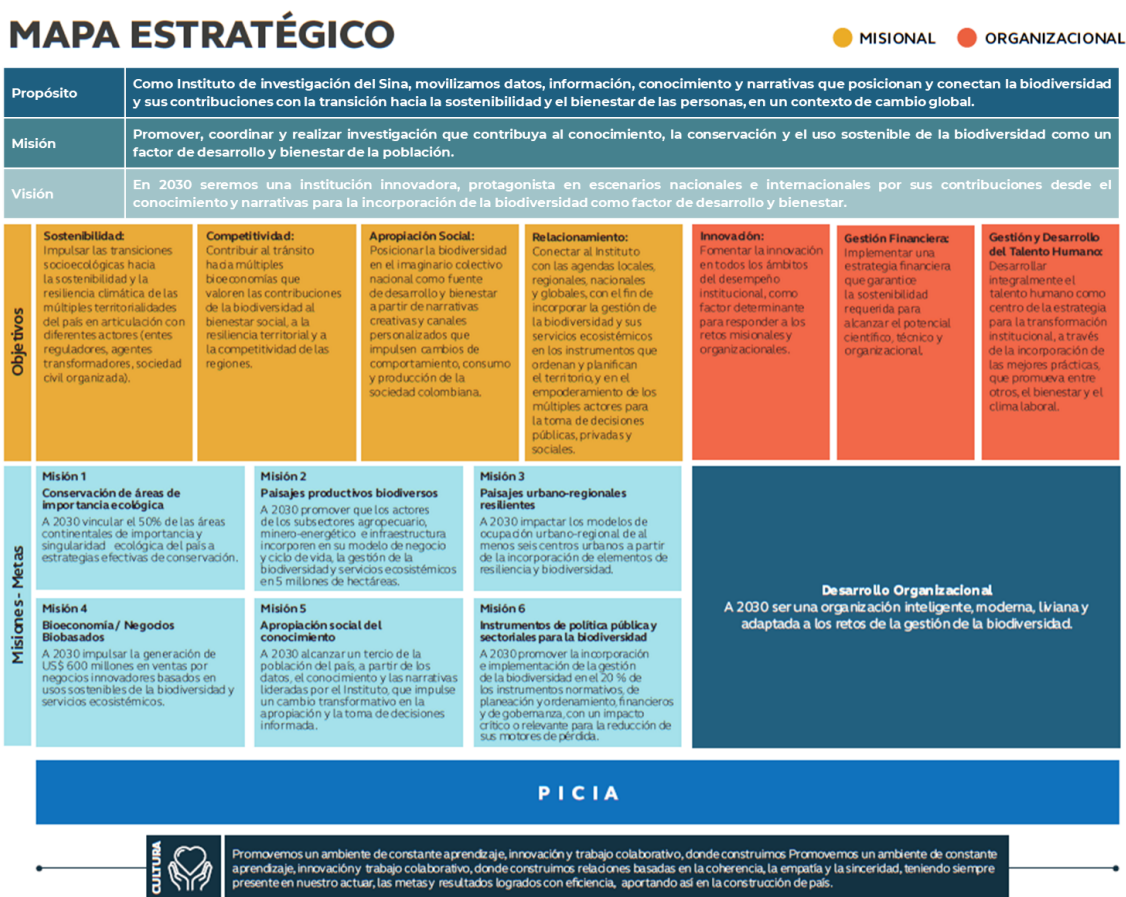 MAPA ESTRATÉGICO
MISIONAL
ORGANIZACIONAL
Propósito
Como Instituto de investigación del Sina, movilizamos datos, información, conocimiento y narrativas que posicionan y conectan la biodiversidad
y sus contribuciones con la transición hacia la sostenibilidad y el bienestar de las personas, en un contexto de cambio global.
Misión
Promover, coordinar y realizar investigación que contribuya al conocimiento, la conservación y el uso sostenible de la biodiversidad como un
factor de desarrollo y bienestar de la población.
Visión
En 2030 seremos una institución innovadora, protagonista en escenarios nacionales e internacionales por sus contribuciones desde el
conocimiento y narrativas para la incorporación de la biodiversidad como factor de desarrollo y bienestar.
Objetivos
Sostenibilidad:
Impulsar las transiciones
socioecológicas hacia
la sostenibilidad y la
resiliencia climática de las
múltiples territorialidades
del país en articulación con
diferentes actores (entes
reguladores, agentes
transformadores, sociedad
civil organizada).
Competitividad:
Contribuir al tránsito
hacia múltiples
bioeconomías que
valoren las contribuciones
de la biodiversidad al
bienestar social, a la
resiliencia territorial y a
la competitividad de las
regiones.
Apropiación Social:
Posicionar la biodiversidad
en el imaginario colectivo
nacional como fuente
de desarrollo y bienestar
a partir de narrativas
creativas y canales
personalizados que
impulsen cambios de
comportamiento, consumo
y producción de la
sociedad colombiana.
Relacionamiento:
Conectar al Instituto
con las agendas locales,
regionales, nacionales
y globales, con el fin de
incorporar la gestión de
la biodiversidad y sus
servicios ecosistémicos
en los instrumentos que
ordenan y planifican
el territorio, y en el
empoderamiento de los
múltiples actores para
la toma de decisiones
públicas, privadas y
sociales.
Innovación:
Fomentar la innovación
en todos los ámbitos
del desempeño
institucional, como
factor determinante
para responder a los
retos misionales y
organizacionales.
Gestión Financiera:
Implementar una
estrategia financiera
que garantice
la sostenibilidad
requerida para
alcanzar el potencial
científico, técnico y
organizacional.
Gestión y Desarrollo
del Talento Humano:
Desarrollar
integralmente el
talento humano como
centro de la estrategia
para la transformación
institucional, a través
de la incorporación de
las mejores prácticas,
que promueva entre
otros, el bienestar y el
clima laboral.
Misiones - Metas
Misión 1
Conservación de áreas de
importancia ecológica
A 2030 vincular el 50% de las áreas
continentales de importancia y
singularidad ecológica del país a
estrategias efectivas de conservación.
Misión 2
Paisajes productivos biodiversos
A 2030 promover que los actores
de los subsectores agropecuario,
minero-energético e infraestructura
incorporen en su modelo de negocio
y ciclo de vida, la gestión de la
biodiversidad y servicios ecosistémicos
en 5 millones de hectáreas.
Misión 3
Paisajes urbano-regionales
resilientes
A 2030 impactar los modelos de
ocupación urbano-regional de al
menos seis centros urbanos a partir
de la incorporación de elementos de
resiliencia y biodiversidad.
Misión 4
Bioeconomía/ Negocios
Biobasados
A 2030 impulsar la generación de
US$ 600 millones en ventas por
negocios innovadores basados en
usos sostenibles de la biodiversidad y
servicios ecosistémicos.
Misión 5
Apropiación social del
conocimiento
A 2030 alcanzar un tercio de la
población del país, a partir de los
datos, el conocimiento y las narrativas
lideradas por el Instituto, que impulse
un cambio transformativo en la
apropiación y la toma de decisiones
informada.
Misión 6
Instrumentos de política pública y
sectoriales para la biodiversidad
A 2030 promover la incorporación
e implementación de la gestión
de la biodiversidad en el 20 % de
los instrumentos normativos, de
planeación y ordenamiento, financieros
y de gobernanza, con un impacto
crítico o relevante para la reducción de
sus motores de pérdida.
Desarrollo Organizacional
A 2030 ser una organización inteligente, moderna, liviana y
adaptada a los retos de la gestión de la biodiversidad.
PICIA
CULTURA
Promovemos un ambiente de constante aprendizaje, innovación y trabajo colaborativo, donde construimos Promovemos un ambiente de constante
aprendizaje, innovación y trabajo colaborativo, donde construimos relaciones basadas en la coherencia, la empatía y la sinceridad, teniendo siempre
presente en nuestro actuar, las metas y resultados logrados con eficiencia, aportando así en la construcción de país.